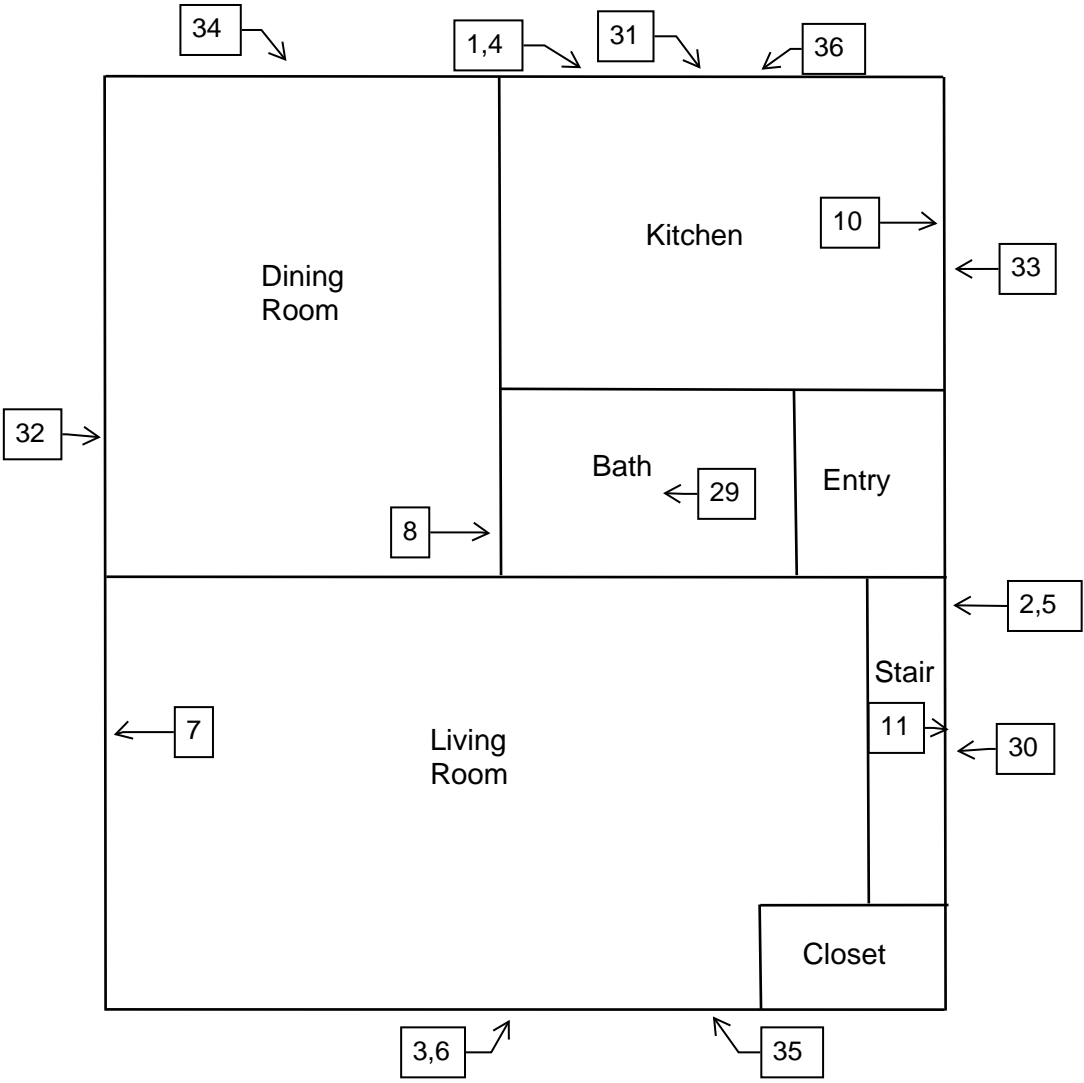 34
1,4
31
36
10
Kitchen
33
Dining
Room
32
Bath
29
Entry
8
2,5
Stair
11
7
30
Living
Room
Closet
3,6
35